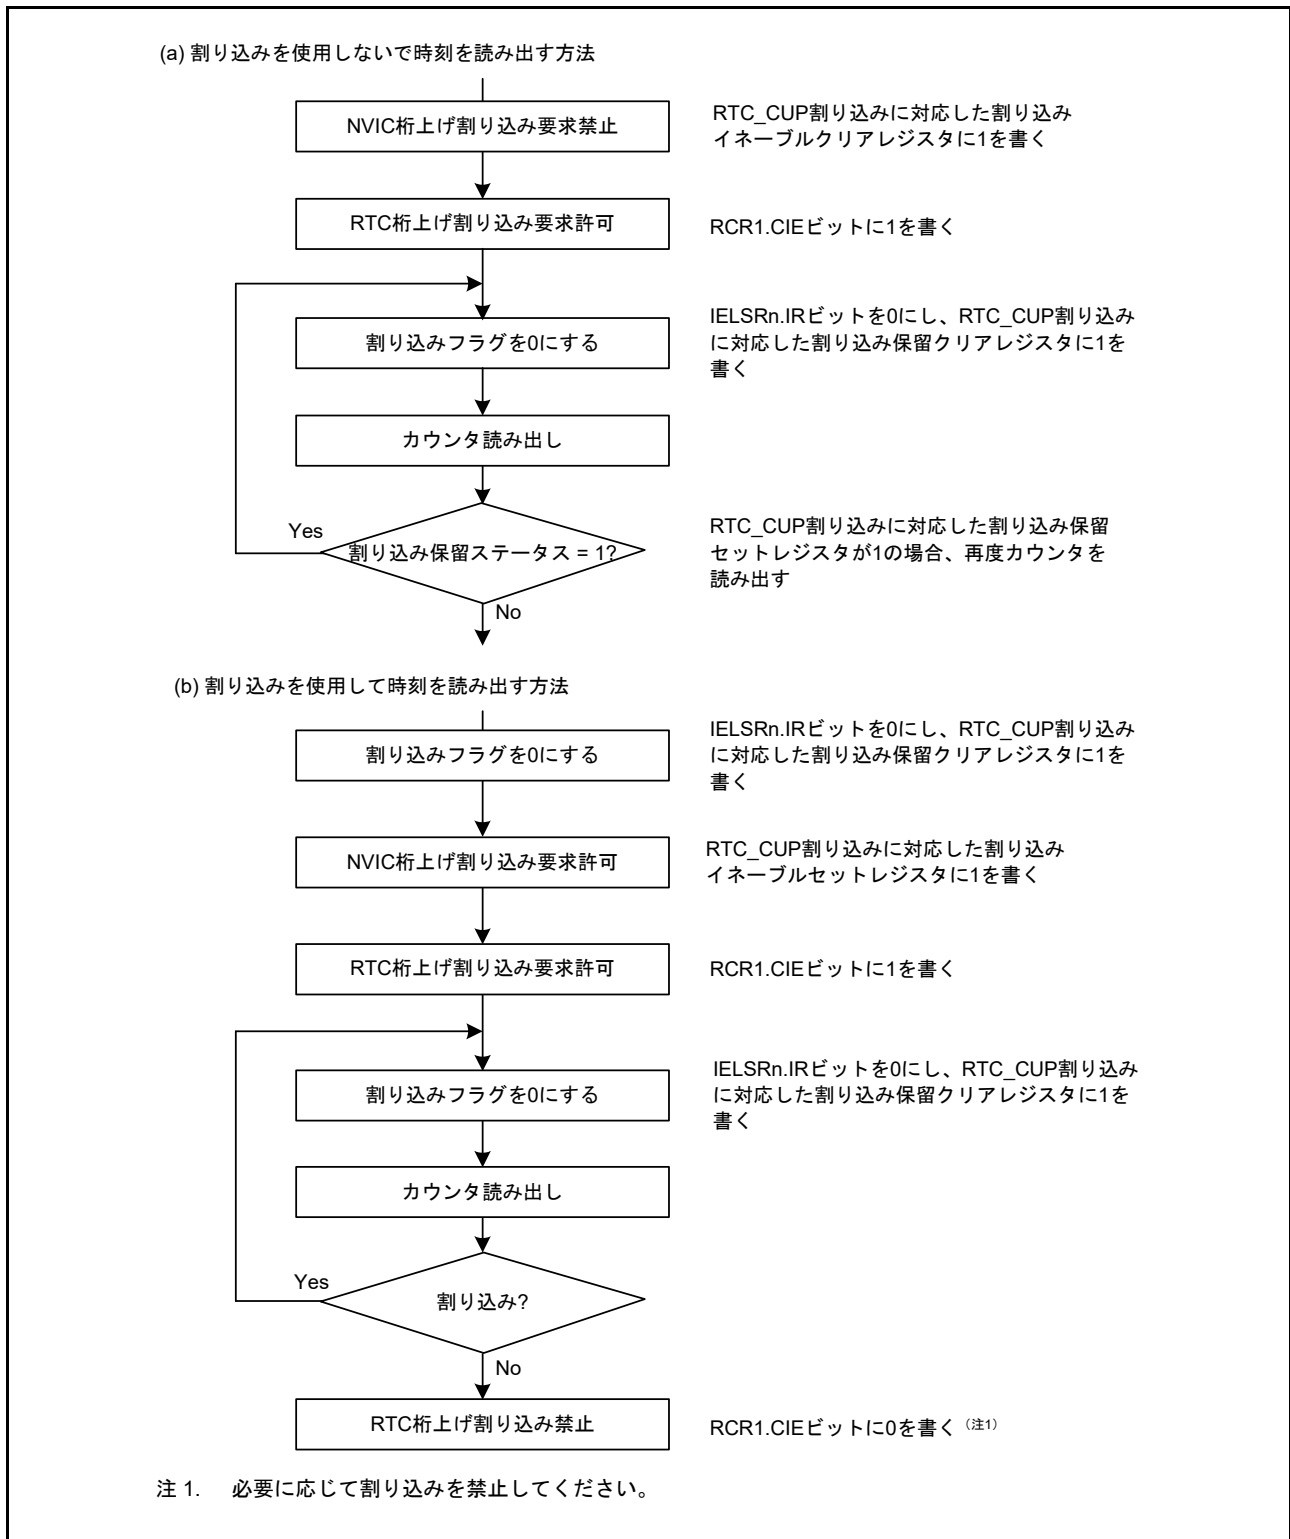 (a) 割り込みを使用しないで時刻を読み出す方法
NVIC桁上げ割り込み要求禁止
RTC_CUP割り込みに対応した割り込み
イネーブルクリアレジスタに1を書く
RTC桁上げ割り込み要求許可
RCR1.CIEビットに1を書く
割り込みフラグを0にする
IELSRn.IRビットを0にし、RTC_CUP割り込み
に対応した割り込み保留クリアレジスタに1を
書く
カウンタ読み出し
Yes
割り込み保留ステータス = 1?
RTC_CUP割り込みに対応した割り込み保留
セットレジスタが1の場合、再度カウンタを
読み出す
No
(b) 割り込みを使用して時刻を読み出す方法
割り込みフラグを0にする
IELSRn.IRビットを0にし、RTC_CUP割り込み
に対応した割り込み保留クリアレジスタに1を
書く
NVIC桁上げ割り込み要求許可
RTC_CUP割り込みに対応した割り込み
イネーブルセットレジスタに1を書く
RTC桁上げ割り込み要求許可
RCR1.CIEビットに1を書く
割り込みフラグを0にする
IELSRn.IRビットを0にし、RTC_CUP割り込み
に対応した割り込み保留クリアレジスタに1を
書く
カウンタ読み出し
Yes
割り込み?
No
RTC桁上げ割り込み禁止
RCR1.CIEビットに0を書く（注1）
注 1. 必要に応じて割り込みを禁止してください。